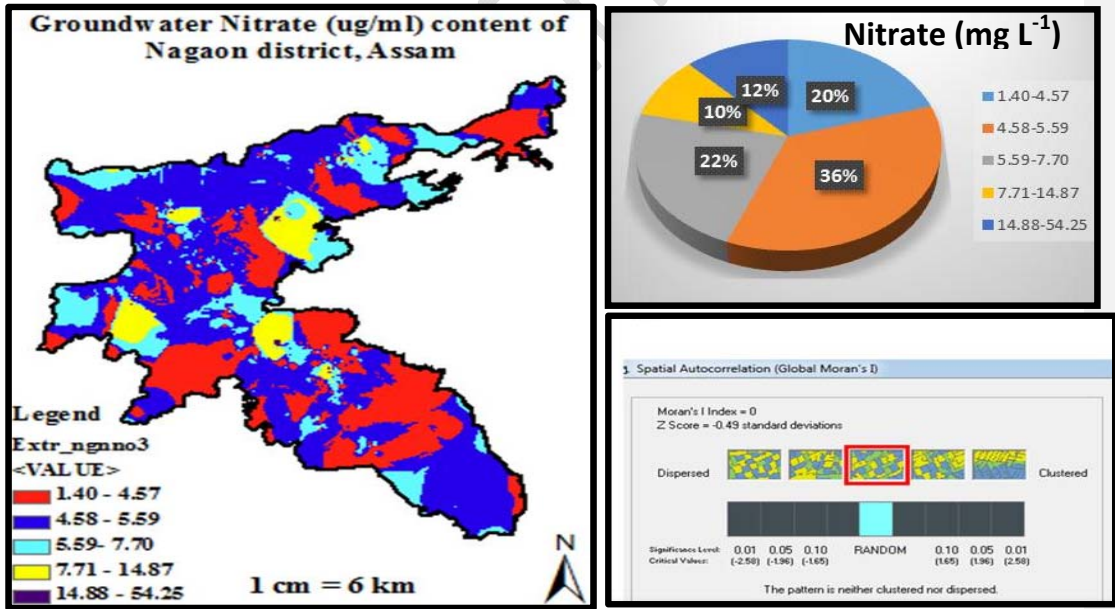 Groundwater Nitrate (ug/ml) content of
Nagaon district, Assam
Legend
Extr_ngnno3
<VALUE>
1.40 - 4.57
4.58 - 5.59
5.59- 7.70
7.71 - 14.87
14.88 - 54.25
1 cm = 6 km
N
Nitrate (mg L-1)
12%
20%
10%
22%
36%
1.40-4.57
4.58-5.59
5.59-7.70
7.71-14.87
14.88-54.25
Spatial Autocorrelation (Global Moran's I)
Moran's I Index = 0
Z Score = -0.49 standard deviations
Dispersed
Clustered
Significance Level: 0.01 0.05 0.10 RANDOM 0.10 0.05 0.01
Critical Values: (-2.58) (-1.96) (-1.65) (1.65) (1.96) (2.58)
The pattern is neither clustered nor dispersed.